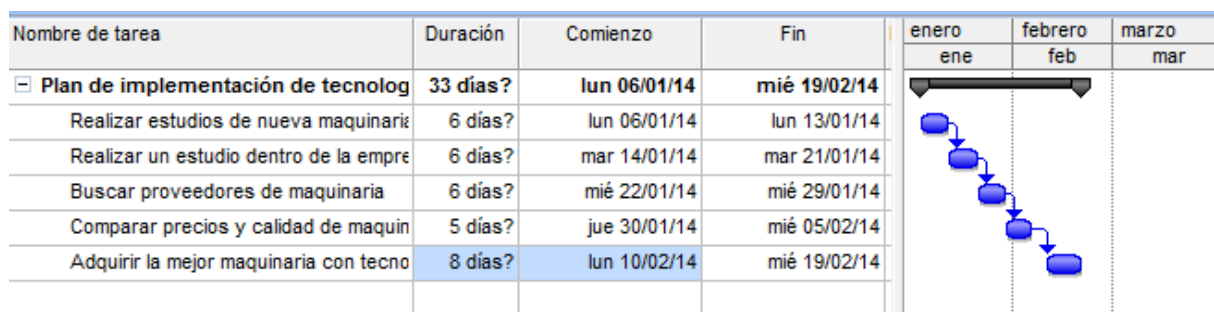 Nombre de tarea Duración Comienzo Fin enero febrero marzo
ene feb mar
Plan de implementación de tecnolog 33 días? lun 06/01/14 mié 19/02/14
Realizar estudios de nueva maquinaria 6 días? lun 06/01/14 lun 13/01/14
Realizar un estudio dentro de la empre 6 días? mar 14/01/14 mar 21/01/14
Buscar proveedores de maquinaria 6 días? mié 22/01/14 mié 29/01/14
Comparar precios y calidad de maquin 5 días? jue 30/01/14 mié 05/02/14
Adquirir la mejor maquinaria con tecno 8 días? lun 10/02/14 mié 19/02/14